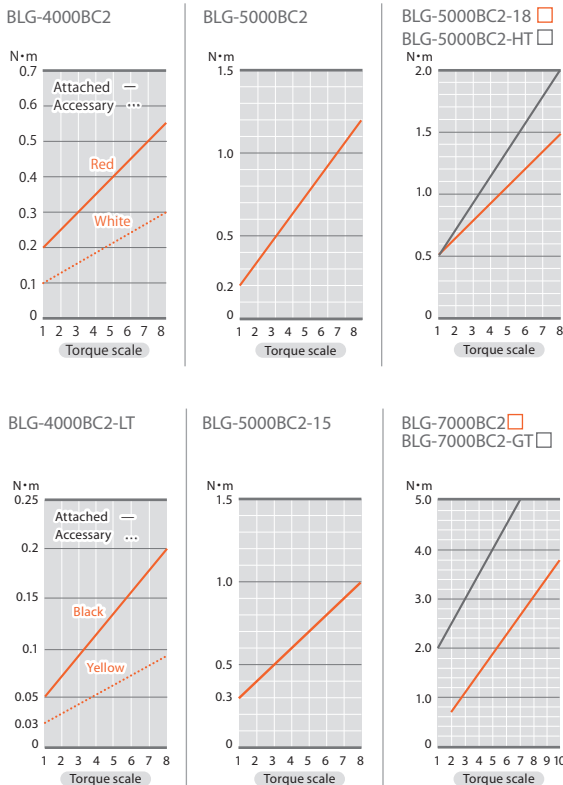 BLG-4000BC2
N•m
0.7
0.6
0.5
0.4
0.3
0.2
0.1
0
Attached —
Accessary ...
Red
White
1 2 3 4 5 6 7 8
Torque scale
BLG-5000BC2
N•m
1.5
1.0
0.5
0.2
0
1 2 3 4 5 6 7 8
Torque scale
BLG-5000BC2-18
BLG-5000BC2-HT
N•m
2.0
1.5
1.0
0.5
0
1 2 3 4 5 6 7 8
Torque scale
BLG-4000BC2-LT
N•m
0.25
0.2
0.15
0.1
0.05
0.03
0
Attached —
Accessary ...
Black
Yellow
1 2 3 4 5 6 7 8
Torque scale
BLG-5000BC2-15
N•m
1.5
1.0
0.5
0.3
0
1 2 3 4 5 6 7 8
Torque scale
BLG-7000BC2
BLG-7000BC2-GT
N•m
5.0
4.0
3.0
2.0
1.0
0
1 2 3 4 5 6 7 8 9 10
Torque scale